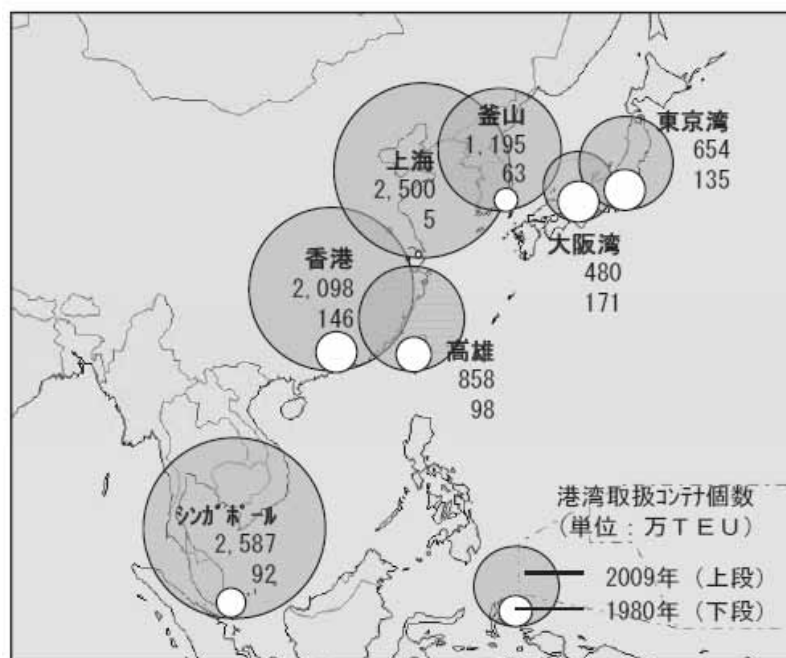 釜山
1,195
63
東京湾
654
135
上海
2,500
5
大阪湾
480
171
香港
2,098
146
高雄
858
98
ｼﾝｶﾞﾎﾟｰﾙ
2,587
92
港湾取扱ｺﾝﾃﾅ個数
(単位：万ＴＥＵ)
2009年（上段）
1980年（下段）